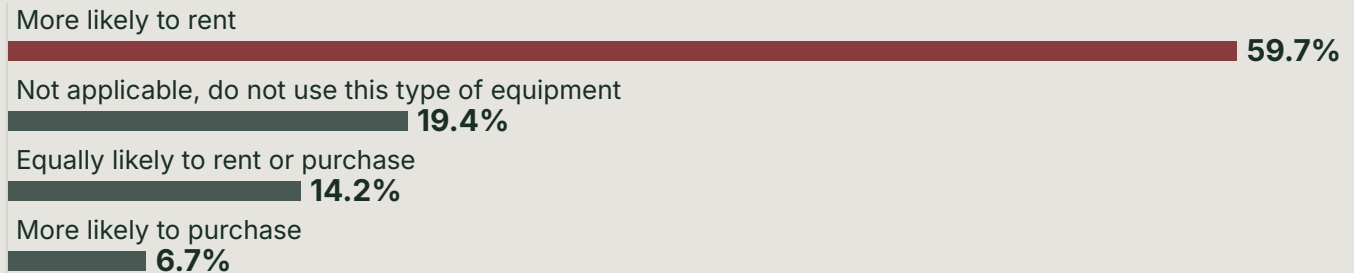 More likely to rent
59.7%
Not applicable, do not use this type of equipment
19.4%
Equally likely to rent or purchase
14.2%
More likely to purchase
6.7%